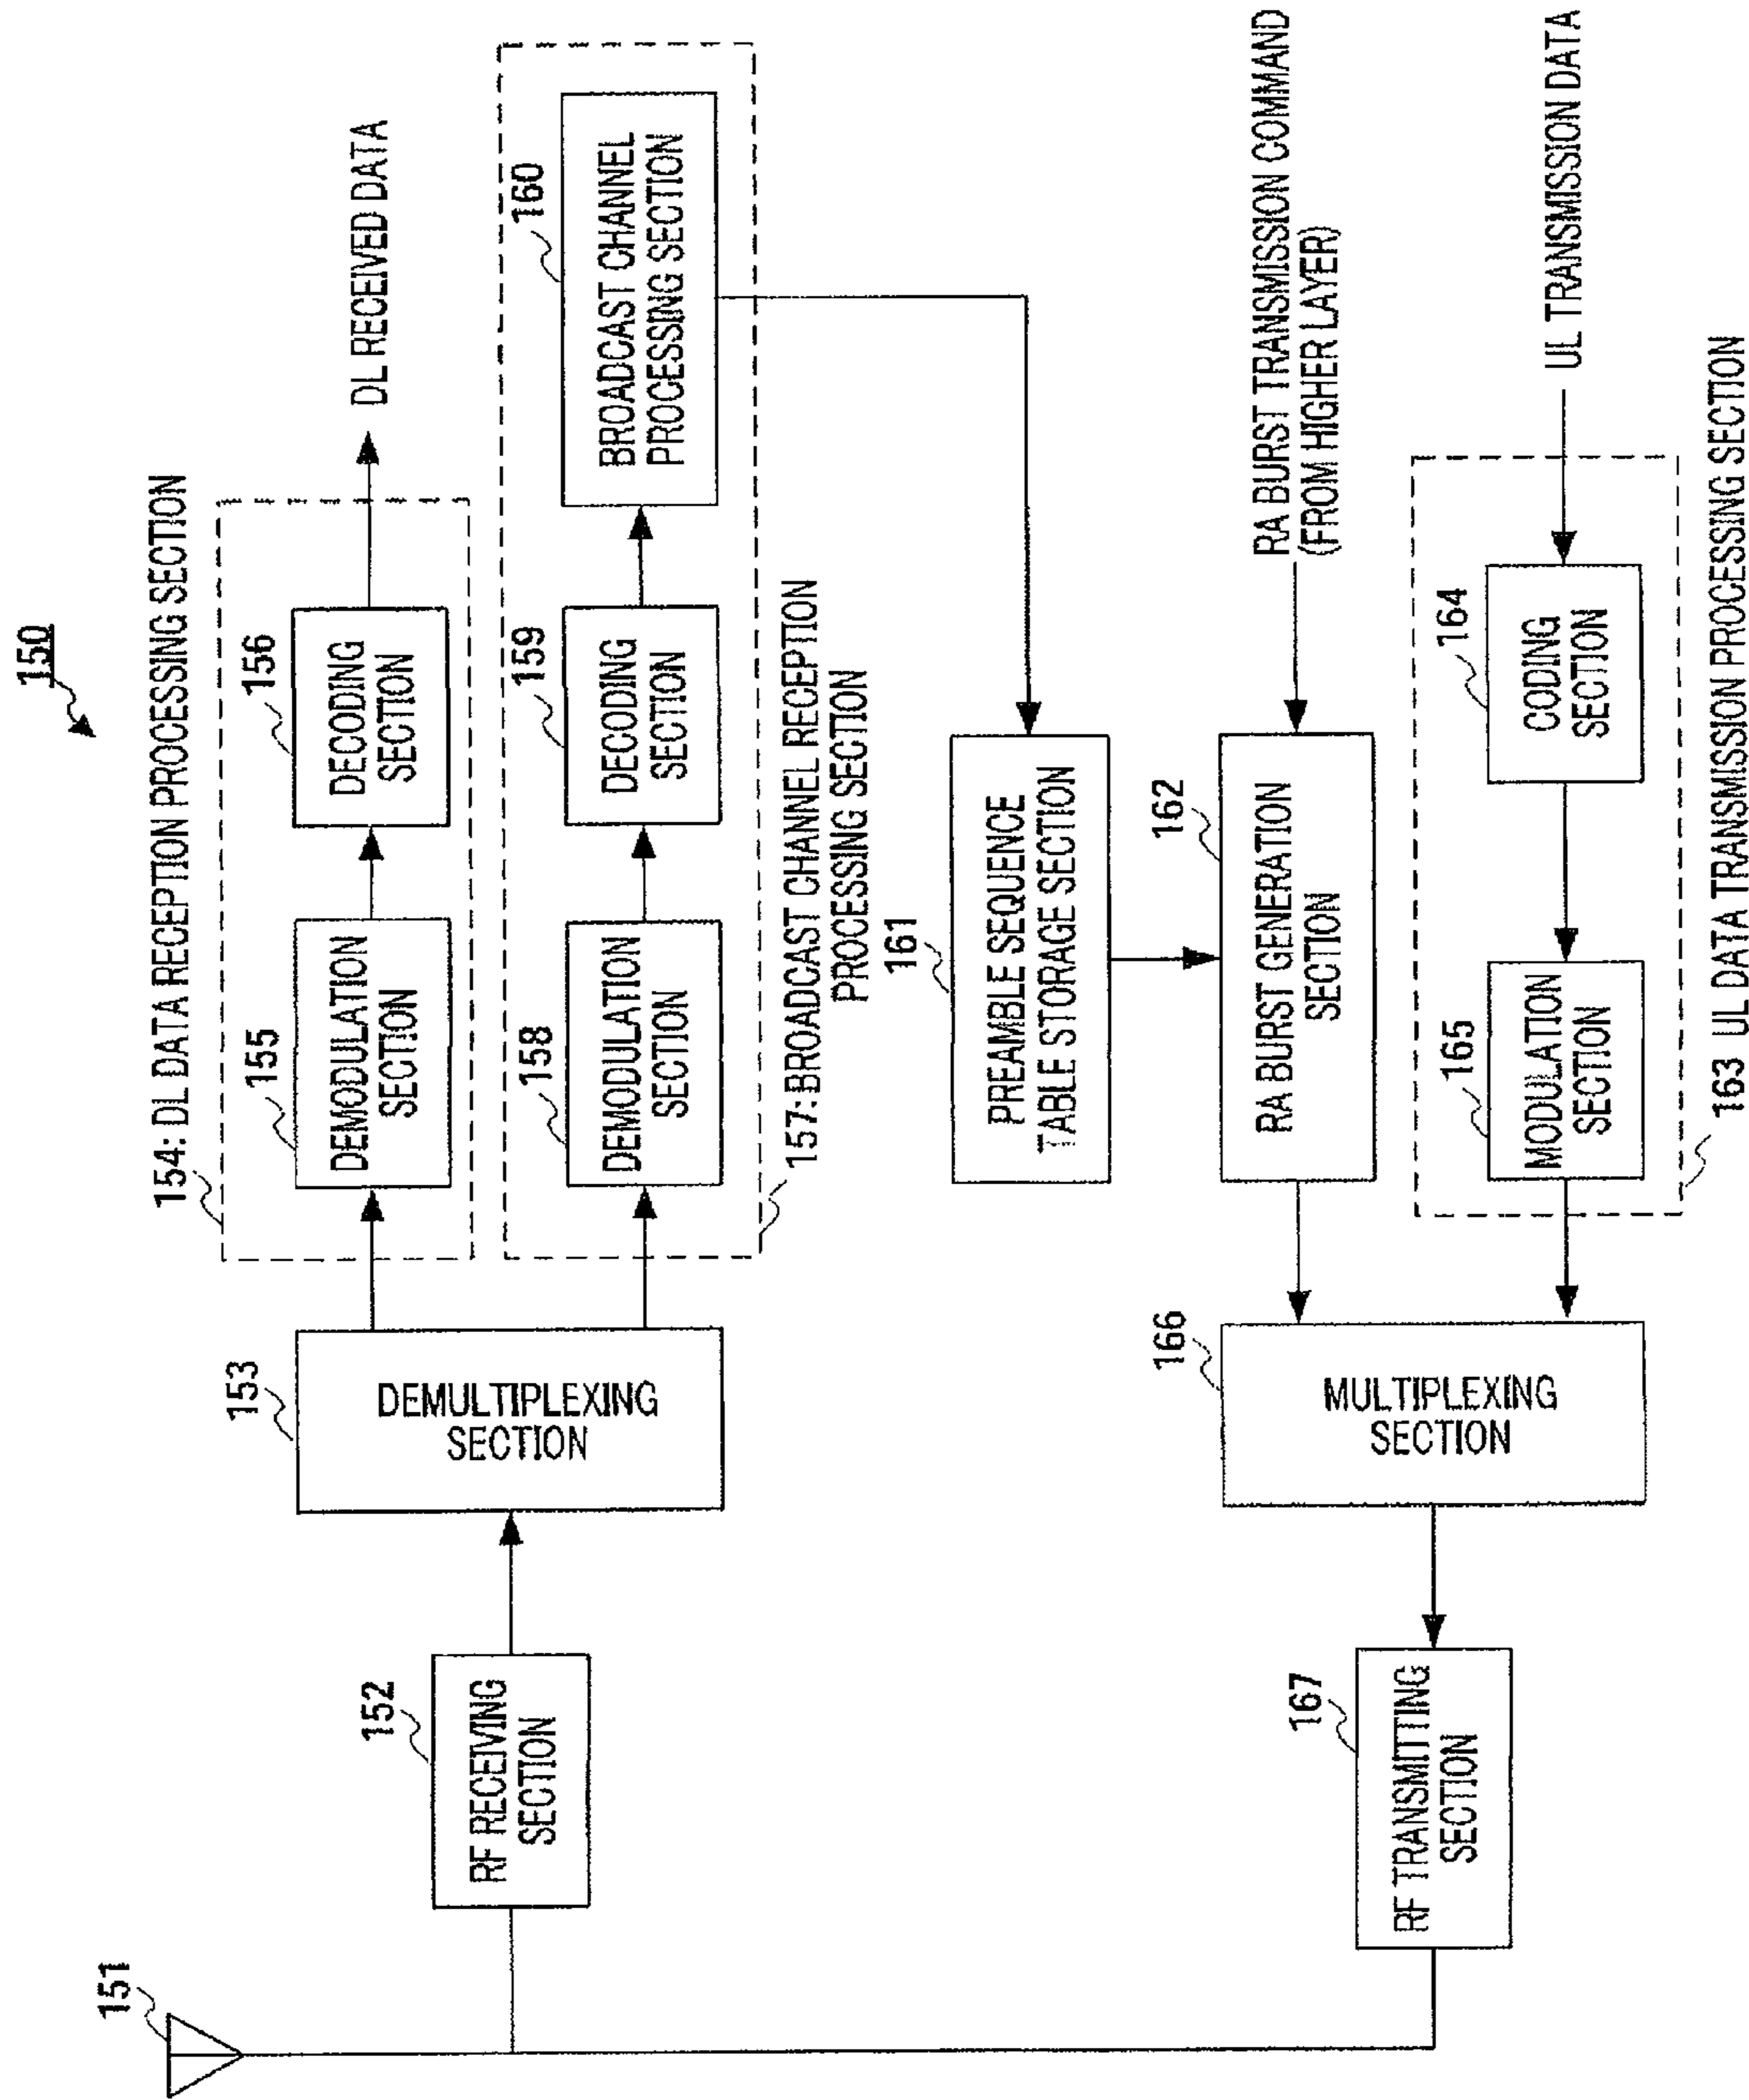 150
151
152
RF RECEIVING
SECTION
153
DEMULTIPLEXING
SECTION
154: DL DATA RECEPTION PROCESSING SECTION
155
DEMODULATION
SECTION
156
DECODING
SECTION
DL RECEIVED DATA
158
DEMODULATION
SECTION
159
DECODING
SECTION
160
BROADCAST CHANNEL
PROCESSING SECTION
157: BROADCAST CHANNEL RECEPTION
PROCESSING SECTION
161
PREAMBLE SEQUENCE
TABLE STORAGE SECTION
162
RA BURST GENERATION
SECTION
RA BURST TRANSMISSION COMMAND
(FROM HIGHER LAYER)
167
RF TRANSMITTING
SECTION
166
MULTIPLEXING
SECTION
165
MODULATION
SECTION
164
CODING
SECTION
UL TRANSMISSION DATA
163 UL DATA TRANSMISSION PROCESSING SECTION